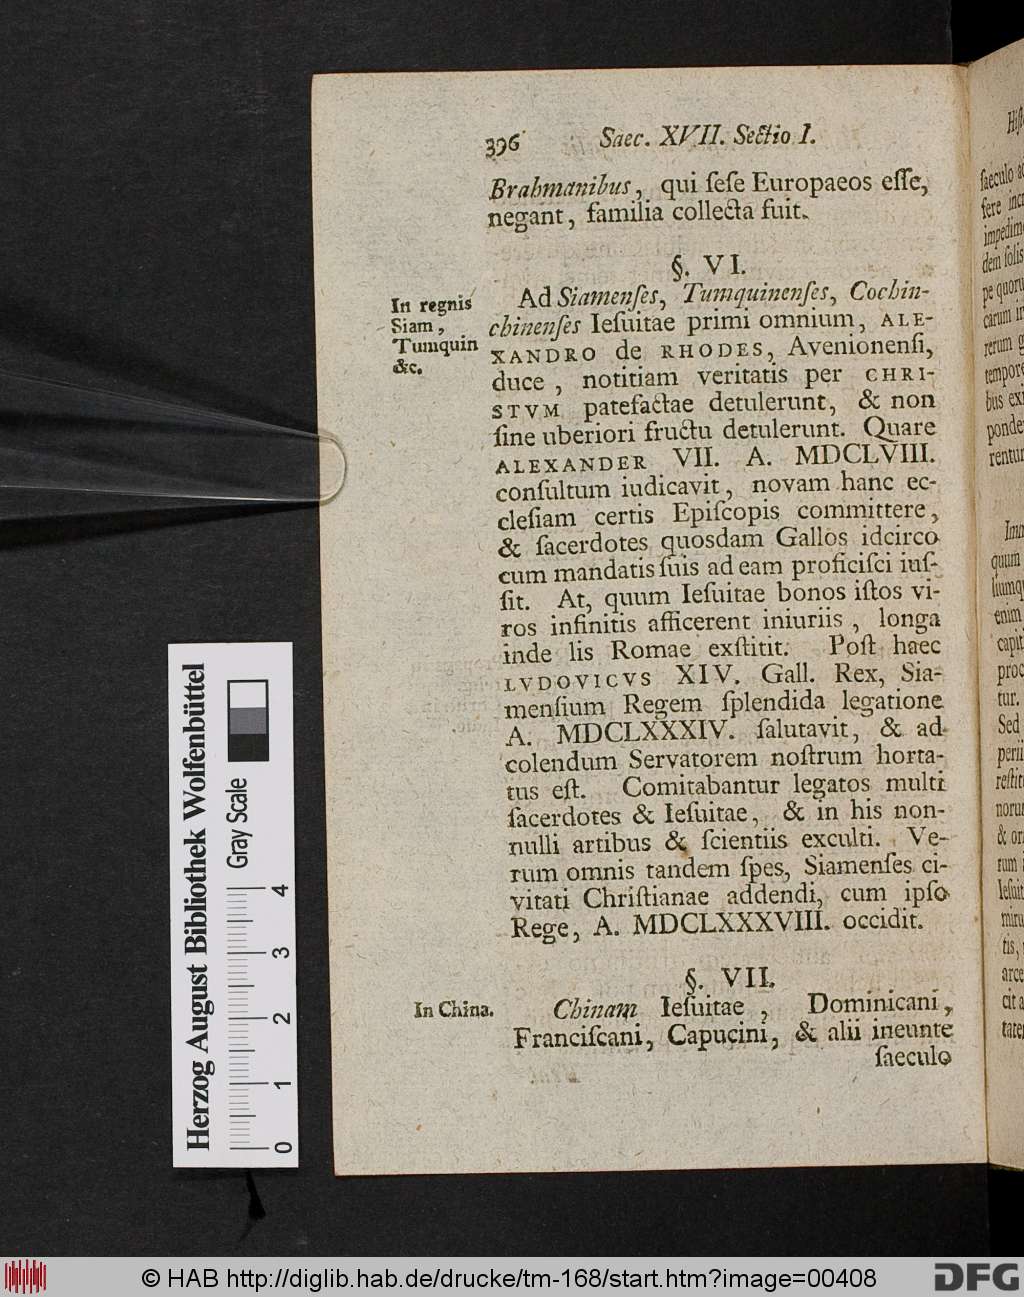 396 Saec. XVII. Sectio I.
Brahmanibus, qui ſeſe Europaeos eſſe,
negant, familia collecta fuit.
§. VI.
In regnis
Siam,
Tumquin
&c.
Ad Siamenſes, Tumquinenſes, Cochin-
chinenſes Ieſuitae primi omnium, ALE-
XANDRO de RHODES, Avenionenſi,
duce, notitiam veritatis per CHRI-
STVM patefactae detulerunt, & non
ſine uberiori fructu detulerunt. Quare
ALEXANDER VII. A. MDCLVIII.
conſultum iudicavit, novam hanc ec-
cleſiam certis Epiſcopis committere,
& ſacerdotes quosdam Gallos idcirco
cum mandatis ſuis ad eam proficiſci iuſ-
ſit. At, quum Ieſuitae bonos iſtos vi-
ros infinitis afficerent iniuriis, longa
inde lis Romae exſtitit. Poſt haec
LVDOVICVS XIV. Gall. Rex, Sia-
menſium Regem ſplendida legatione
A. MDCLXXXIV. ſalutavit, & ad
colendum Servatorem noſtrum horta-
tus eſt. Comitabantur legatos multi
ſacerdotes & Ieſuitae, & in his non-
nulli artibus & ſcientiis exculti. Ve-
rum omnis tandem ſpes, Siamenſes ci-
vitati Chriſtianae addendi, cum ipſo
Rege, A. MDCLXXXVIII. occidit.
§. VII.
In China.
Chinam Ieſuitae, Dominicani,
Franciſcani, Capucini, & alii ineunte
ſaeculo
Herzog August Bibliothek Wolfenbüttel
Gray Scale
0 1 2 3 4
© HAB http://diglib.hab.de/drucke/tm-168/start.htm?image=00408
DFG